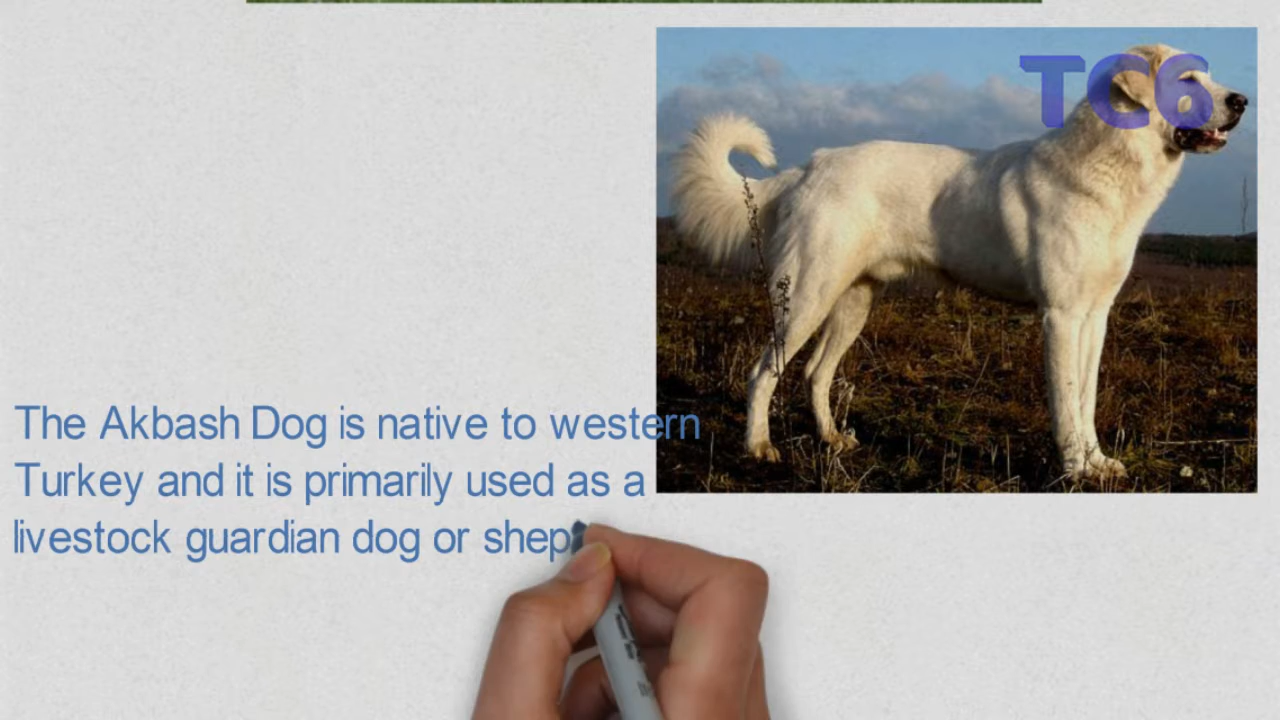 TC6
The Akbash Dog is native to western
Turkey and it is primarily used as a
livestock guardian dog or shep